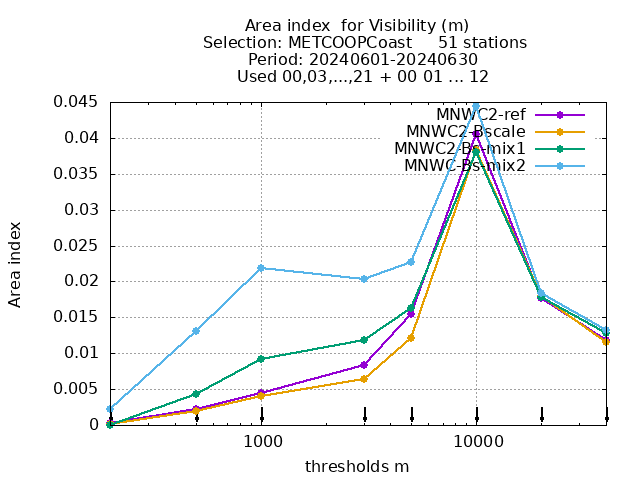 Area index  for Visibility (m)
Selection: METCOOPCoast     51 stations
Period: 20240601-20240630
Used 00,03,...,21 + 00 01 ... 12
MNWC2-ref
MNWC2-Bscale
MNWC2-Bs-mix1
MNWC-Bs-mix2
Area index
0.045
0.04
0.035
0.03
0.025
0.02
0.015
0.01
0.005
0
1000
10000
thresholds m